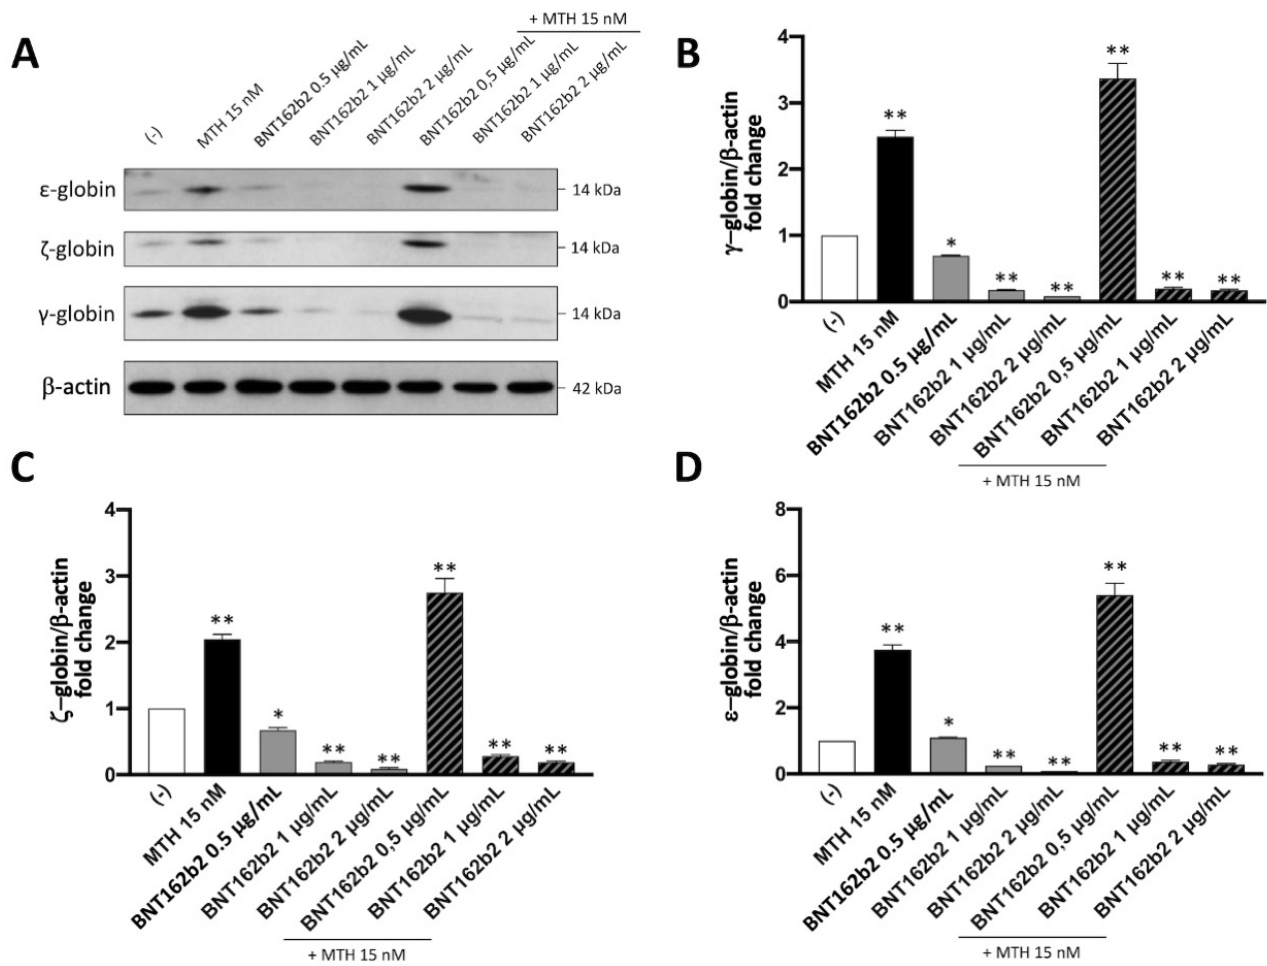 A
+ MTH 15 nM
(-)
MTH 15 nM
BNT162b2 0.5 µg/mL
BNT162b2 1 µg/mL
BNT162b2 2 µg/mL
BNT162b2 0,5 µg/mL
BNT162b2 1 µg/mL
BNT162b2 2 µg/mL
ε-globin
14 kDa
ζ-globin
14 kDa
γ-globin
14 kDa
β-actin
42 kDa
B
γ–globin/β-actin
fold change
4
3
2
1
0
**
*
**
**
**
**
**
(-)
MTH 15 nM
BNT162b2 0.5 µg/mL
BNT162b2 1 µg/mL
BNT162b2 2 µg/mL
BNT162b2 0,5 µg/mL
BNT162b2 1 µg/mL
BNT162b2 2 µg/mL
+ MTH 15 nM
C
ζ–globin/β-actin
fold change
4
3
2
1
0
**
*
**
**
**
**
**
(-)
MTH 15 nM
BNT162b2 0.5 µg/mL
BNT162b2 1 µg/mL
BNT162b2 2 µg/mL
BNT162b2 0,5 µg/mL
BNT162b2 1 µg/mL
BNT162b2 2 µg/mL
+ MTH 15 nM
D
ε–globin/β-actin
fold change
8
6
4
2
0
**
*
**
**
**
**
**
(-)
MTH 15 nM
BNT162b2 0.5 µg/mL
BNT162b2 1 µg/mL
BNT162b2 2 µg/mL
BNT162b2 0,5 µg/mL
BNT162b2 1 µg/mL
BNT162b2 2 µg/mL
+ MTH 15 nM